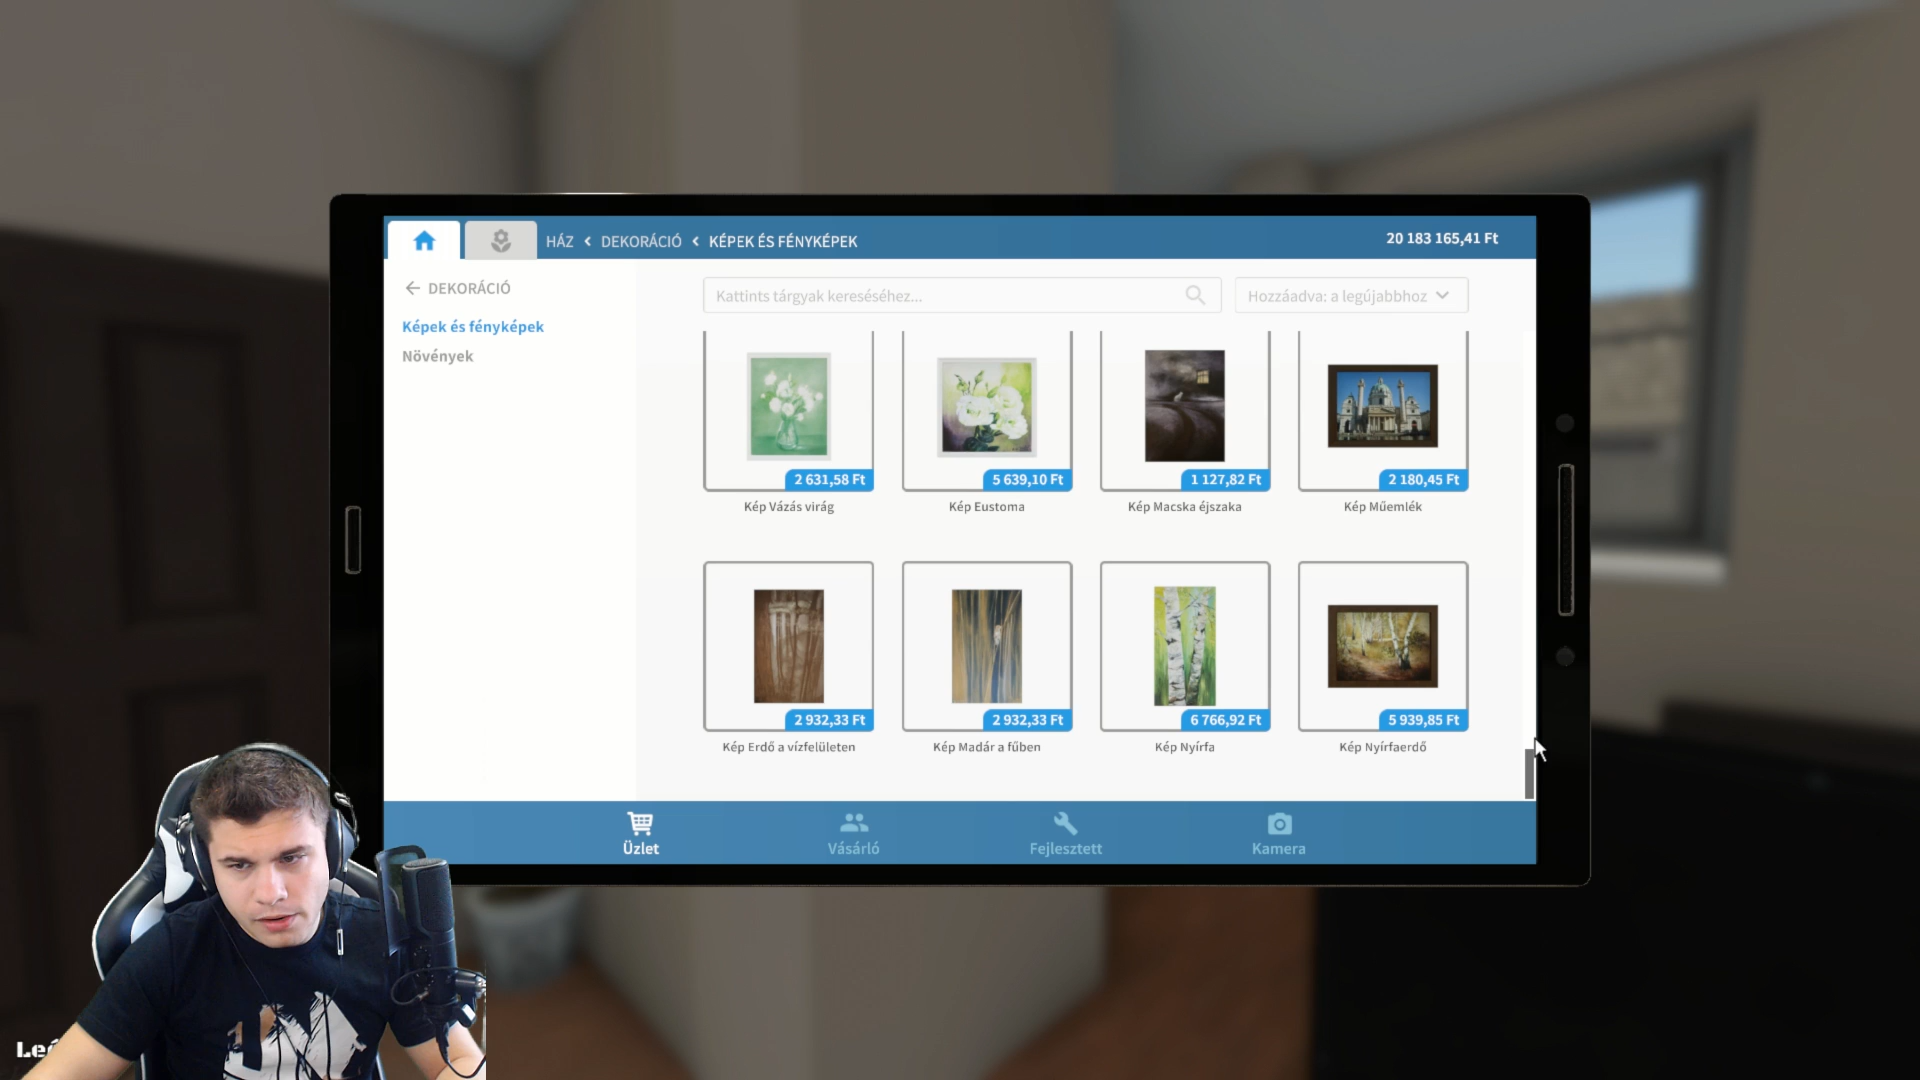 HÁZ < DEKORÁCIÓ < KÉPEK ÉS FÉNYKÉPEK
20 183 165,41 Ft
← DEKORÁCIÓ
Képek és fényképek
Növények
Kattints tárgyak kereséséhez...
Hozzáadva: a legújabbhoz
2 631,58 Ft
5 639,10 Ft
1 127,82 Ft
2 180,45 Ft
Kép Vázás virág
Kép Eustoma
Kép Macska éjszaka
Kép Műemlék
2 932,33 Ft
2 932,33 Ft
6 766,92 Ft
5 939,85 Ft
Kép Erdő a vízfelületen
Kép Madár a fűben
Kép Nyírfa
Kép Nyírfaerdő
Üzlet
Vásárló
Fejlesztett
Kamera